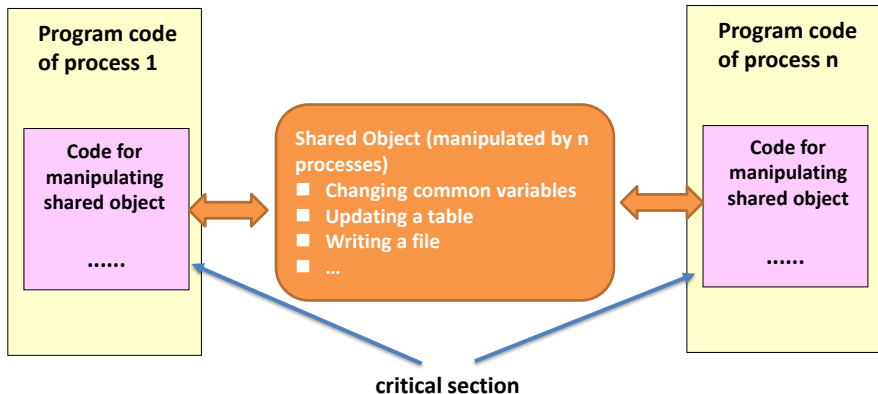 Program code
of process 1
Code for
manipulating
shared object
......
Shared Object (manipulated by n
processes)
Changing common variables
Updating a table
Writing a file
...
Program code
of process n
Code for
manipulating
shared object
......
critical section